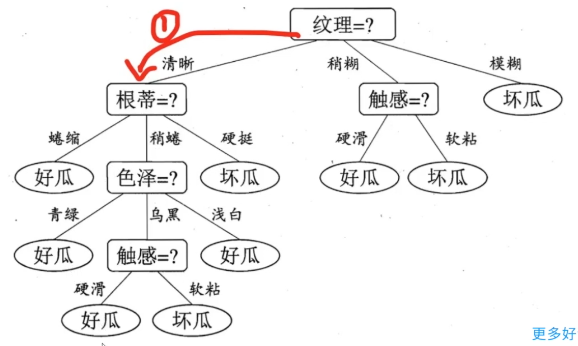 ① 纹理=?
清晰 稍糊 模糊
根蒂=? 触感=? 坏瓜
蜷缩 稍蜷 硬挺 硬滑 软粘
好瓜 色泽=? 坏瓜 好瓜 坏瓜
青绿 乌黑 浅白
好瓜 触感=? 好瓜
硬滑 软粘
好瓜 坏瓜
更多好